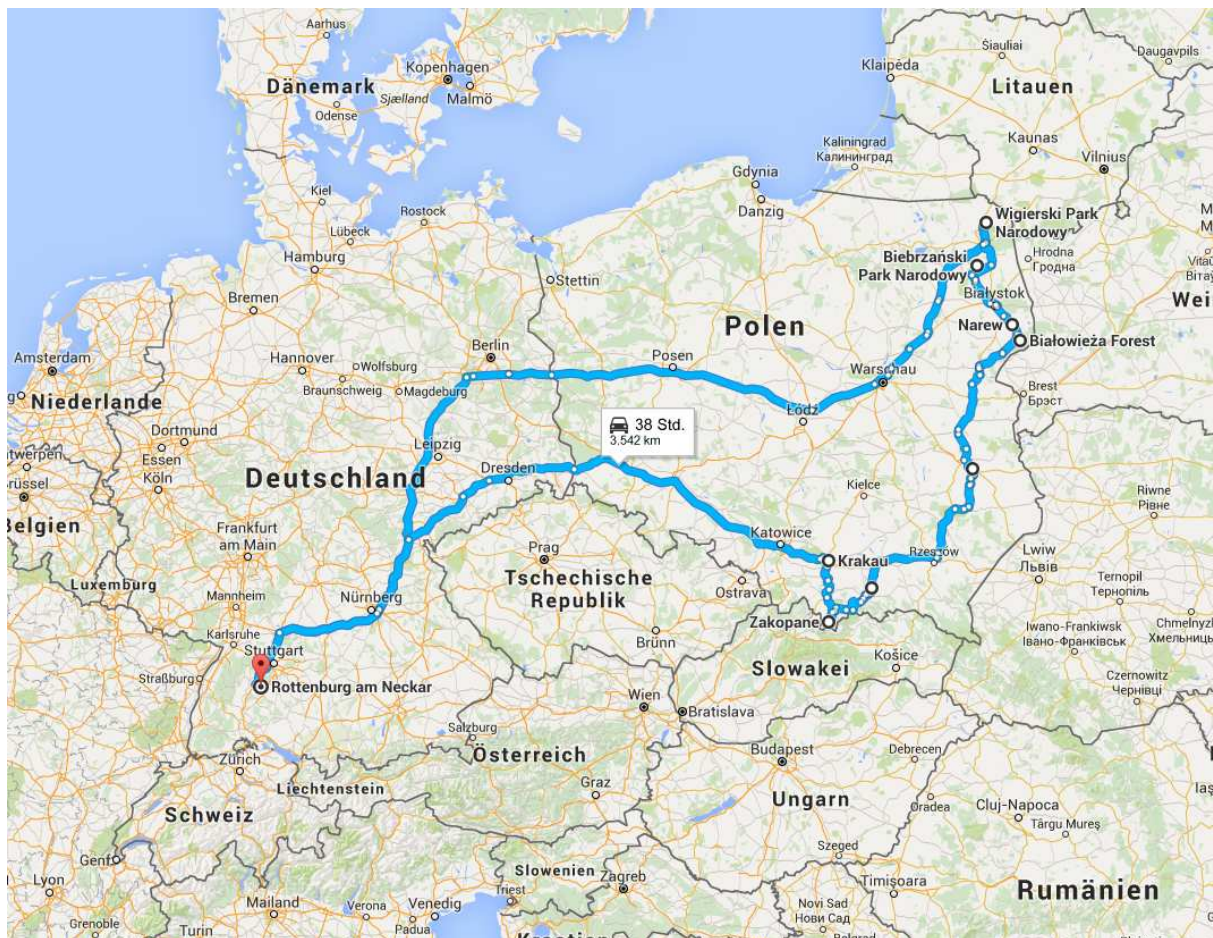 Aarhus
Šiauliai
Daugavpils
Klaipėda
Kopenhagen
Dänemark
Malmö
Sjælland
Odense
Litauen
Kaunas
Vilnius
Kaliningrad
Калининград
Gdynia
Danzig
Kiel
Rostock
Lübeck
Hamburg
Wigierski Park
Narodowy
Hrodna
Гродна
Biebrzański
Park Narodowy
Stettin
Białystok
Bremen
Polen
Narew
Białowieża Forest
Amsterdam
Hannover
Wolfsburg
Berlin
Posen
Warschau
Braunschweig
Magdeburg
Brest
Брэст
Niederlande
Łódź
38 Std.
3.542 km
Dortmund
Essen
Köln
Leipzig
Dresden
Deutschland
Kielce
Riwne
Рівне
Belgien
Frankfurt
am Main
Katowice
Krakau
Rzeszow
Lwiw
Львів
Prag
Tschechische
Republik
Ostrava
Luxemburg
Mannheim
Nürnberg
Ternopil
Тернопіль
Zakopane
Brünn
Iwano-Frankiwsk
Івано-Франківськ
Karlsruhe
Stuttgart
Straßburg
Slowakei
Košice
Czernowitz
Чернівці
Rottenburg am Neckar
Wien
Bratislava
Salzburg
Österreich
Budapest
Debrecen
Zürich
Liechtenstein
Graz
Ungarn
Oradea
Cluj-Napoca
Târgu Mureș
Schweiz
Genf
Szeged
Slowenien
Zagreb
Timișoara
Rumänien
Lyon
Mailand
Verona
Venedig
Triest
Novi Sad
Нови Сад
Grenoble
Turin
Padua